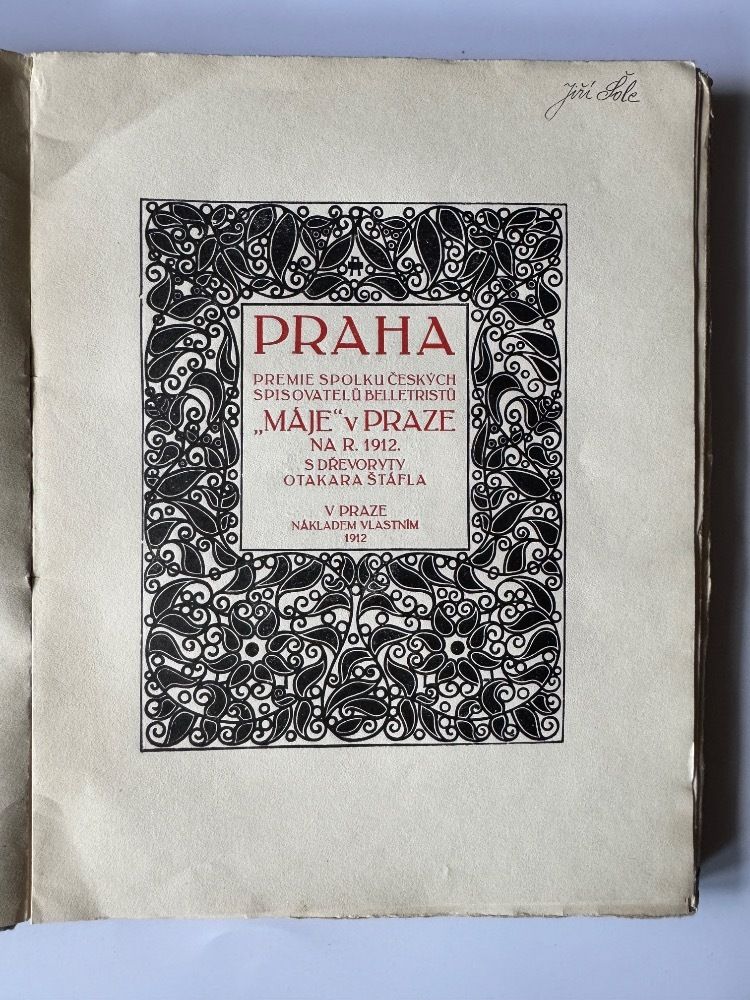 Jiří Šole
PRAHA
PREMIE SPOLKU ČESKÝCH
SPISOVATELŮ BELLETRISTŮ
„MÁJE“ V PRAZE
NA R. 1912.
S DŘEVORYTY
OTAKARA ŠTÁFLA
V PRAZE
NÁKLADEM VLASTNÍM
1912